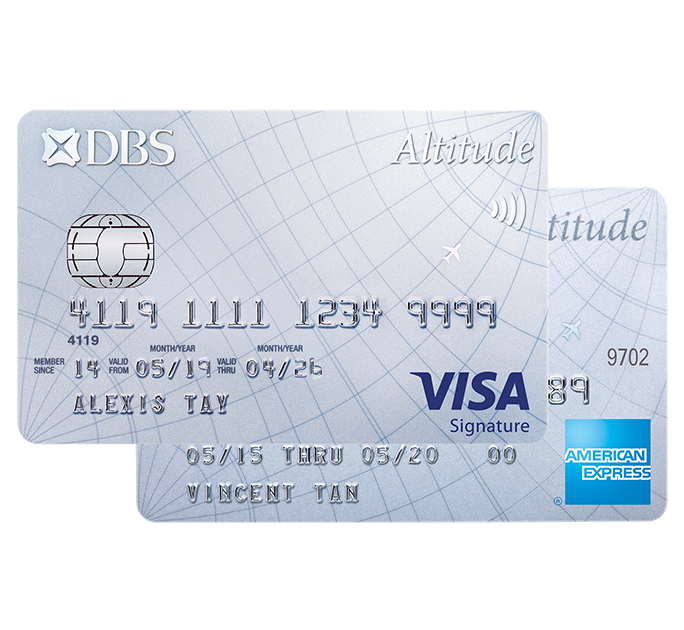 DBS Altitude
4119 1111 1234 9999
4119
MONTH/YEAR MONTH/YEAR
MEMBER SINCE 14 VALID FROM 05/19 VALID THRU 04/26
ALEXIS TAY
VISA
Signature
titude
9702
89
AMERICAN EXPRESS
®
05/15 THRU 05/20 00
VINCENT TAN